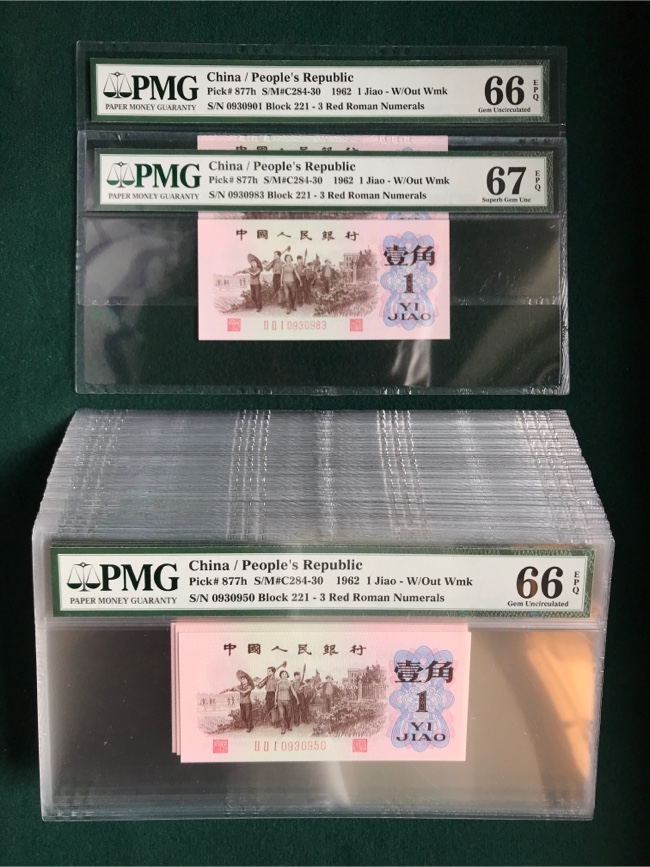 PMG
PAPER MONEY GUARANTY
China / People's Republic
Pick# 877h S/M#C284-30 1962 1 Jiao - W/Out Wmk
S/N 0930901 Block 221 - 3 Red Roman Numerals
66
Gem Uncirculated
EPQ
PMG
PAPER MONEY GUARANTY
China / People's Republic
Pick# 877h S/M#C284-30 1962 1 Jiao - W/Out Wmk
S/N 0930983 Block 221 - 3 Red Roman Numerals
67
Superb Gem Unc
EPQ
中國人民銀行
壹角
1
YI
JIAO
II II I 0930983
PMG
PAPER MONEY GUARANTY
China / People's Republic
Pick# 877h S/M#C284-30 1962 1 Jiao - W/Out Wmk
S/N 0930950 Block 221 - 3 Red Roman Numerals
66
Gem Uncirculated
EPQ
中國人民銀行
壹角
1
YI
JIAO
II II I 0930950